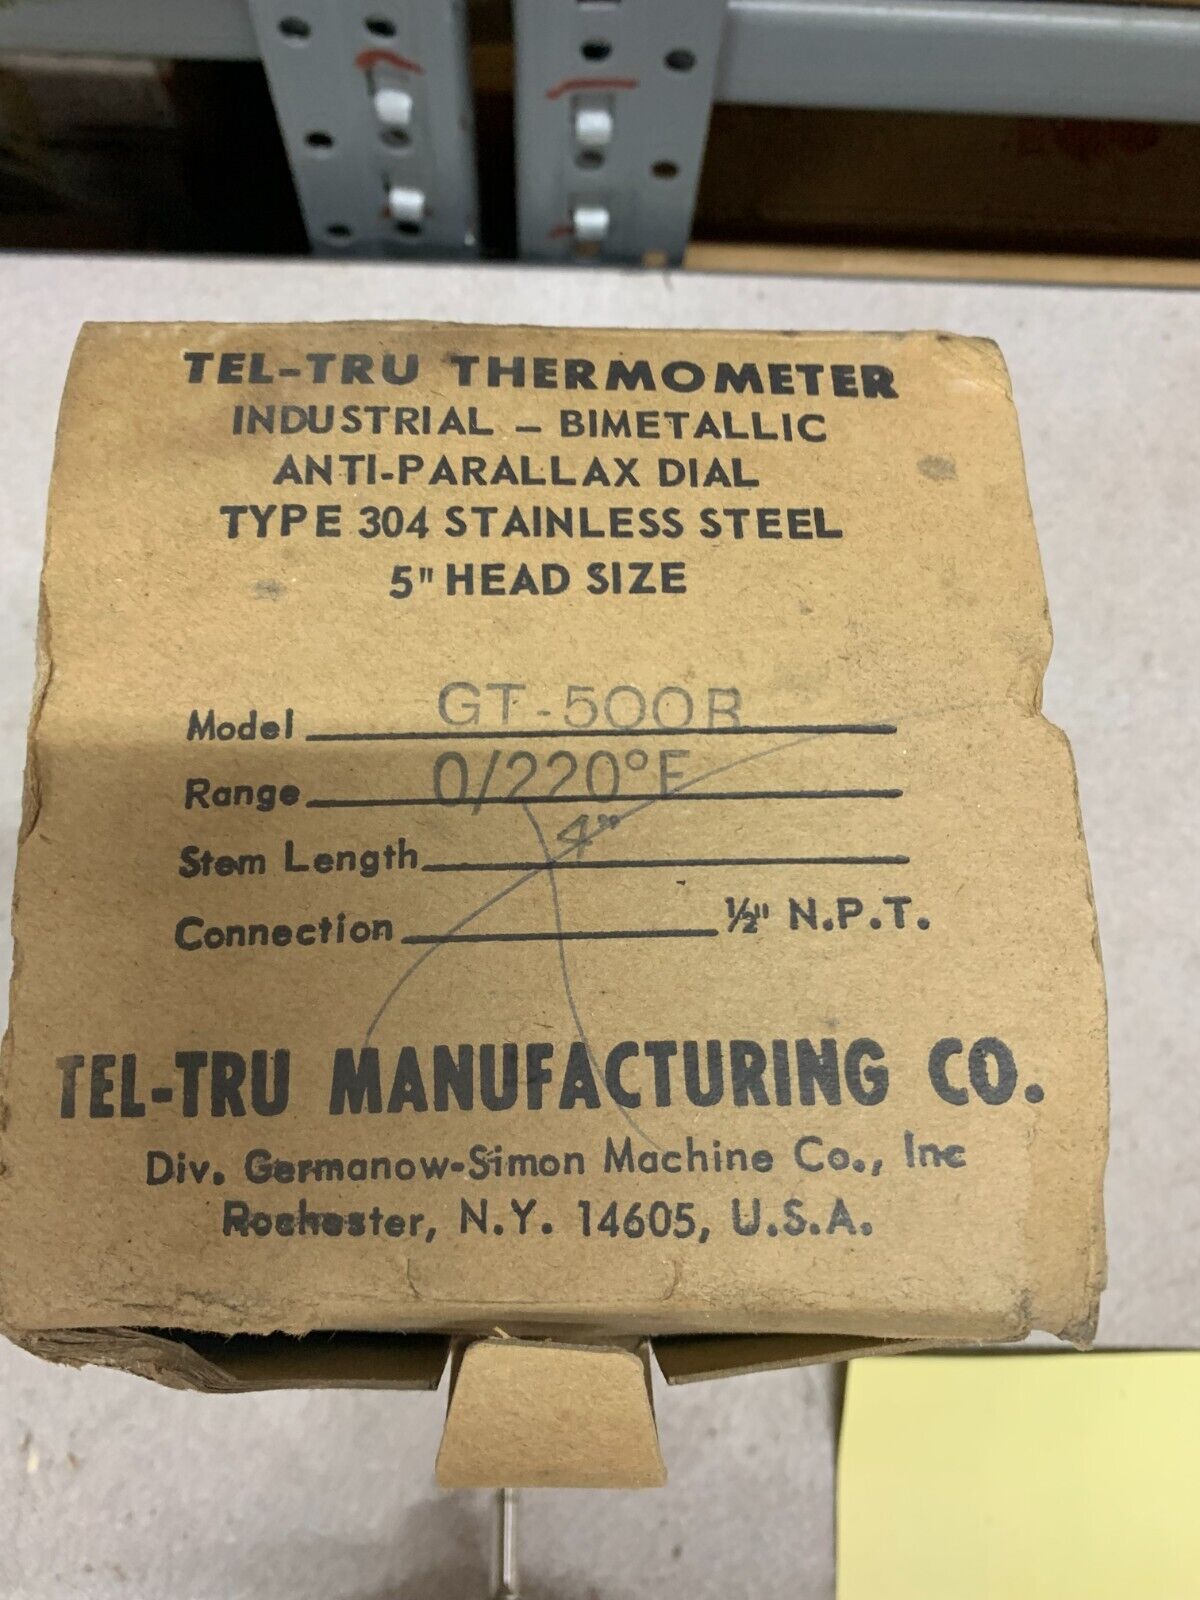 TEL-TRU THERMOMETER
INDUSTRIAL - BIMETALLIC
ANTI-PARALLAX DIAL
TYPE 304 STAINLESS STEEL
5" HEAD SIZE
Model GT-500R
Range 0/220°F
Stem Length 4"
Connection 1/2" N.P.T.
TEL-TRU MANUFACTURING CO.
Div. Germanow-Simon Machine Co., Inc
Rochester, N.Y. 14605, U.S.A.